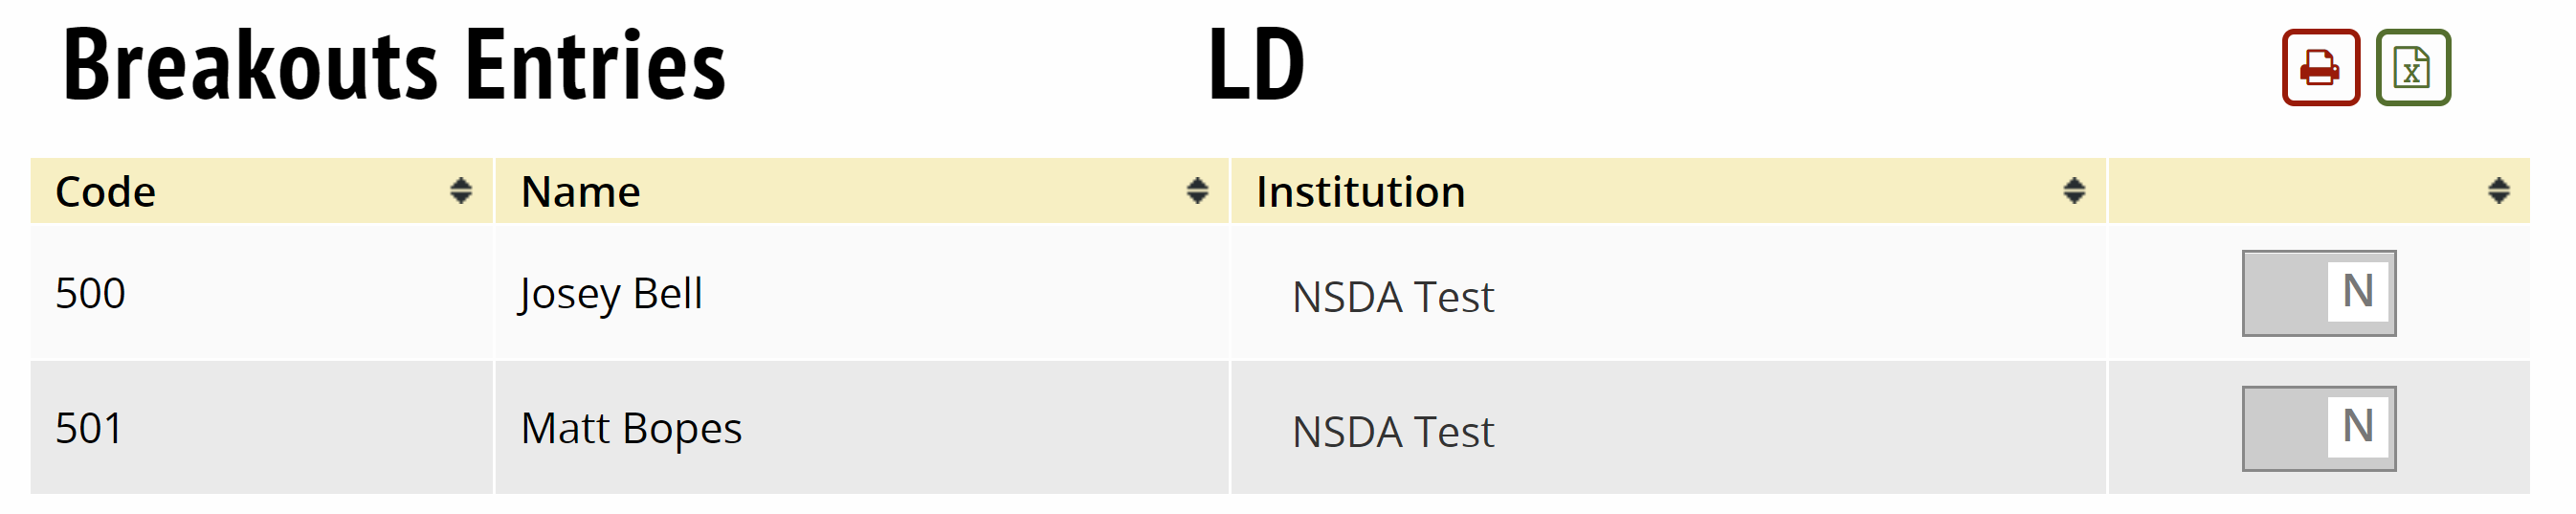 Breakouts Entries LD
Code Name Institution
500 Josey Bell NSDA Test N
501 Matt Bopes NSDA Test N